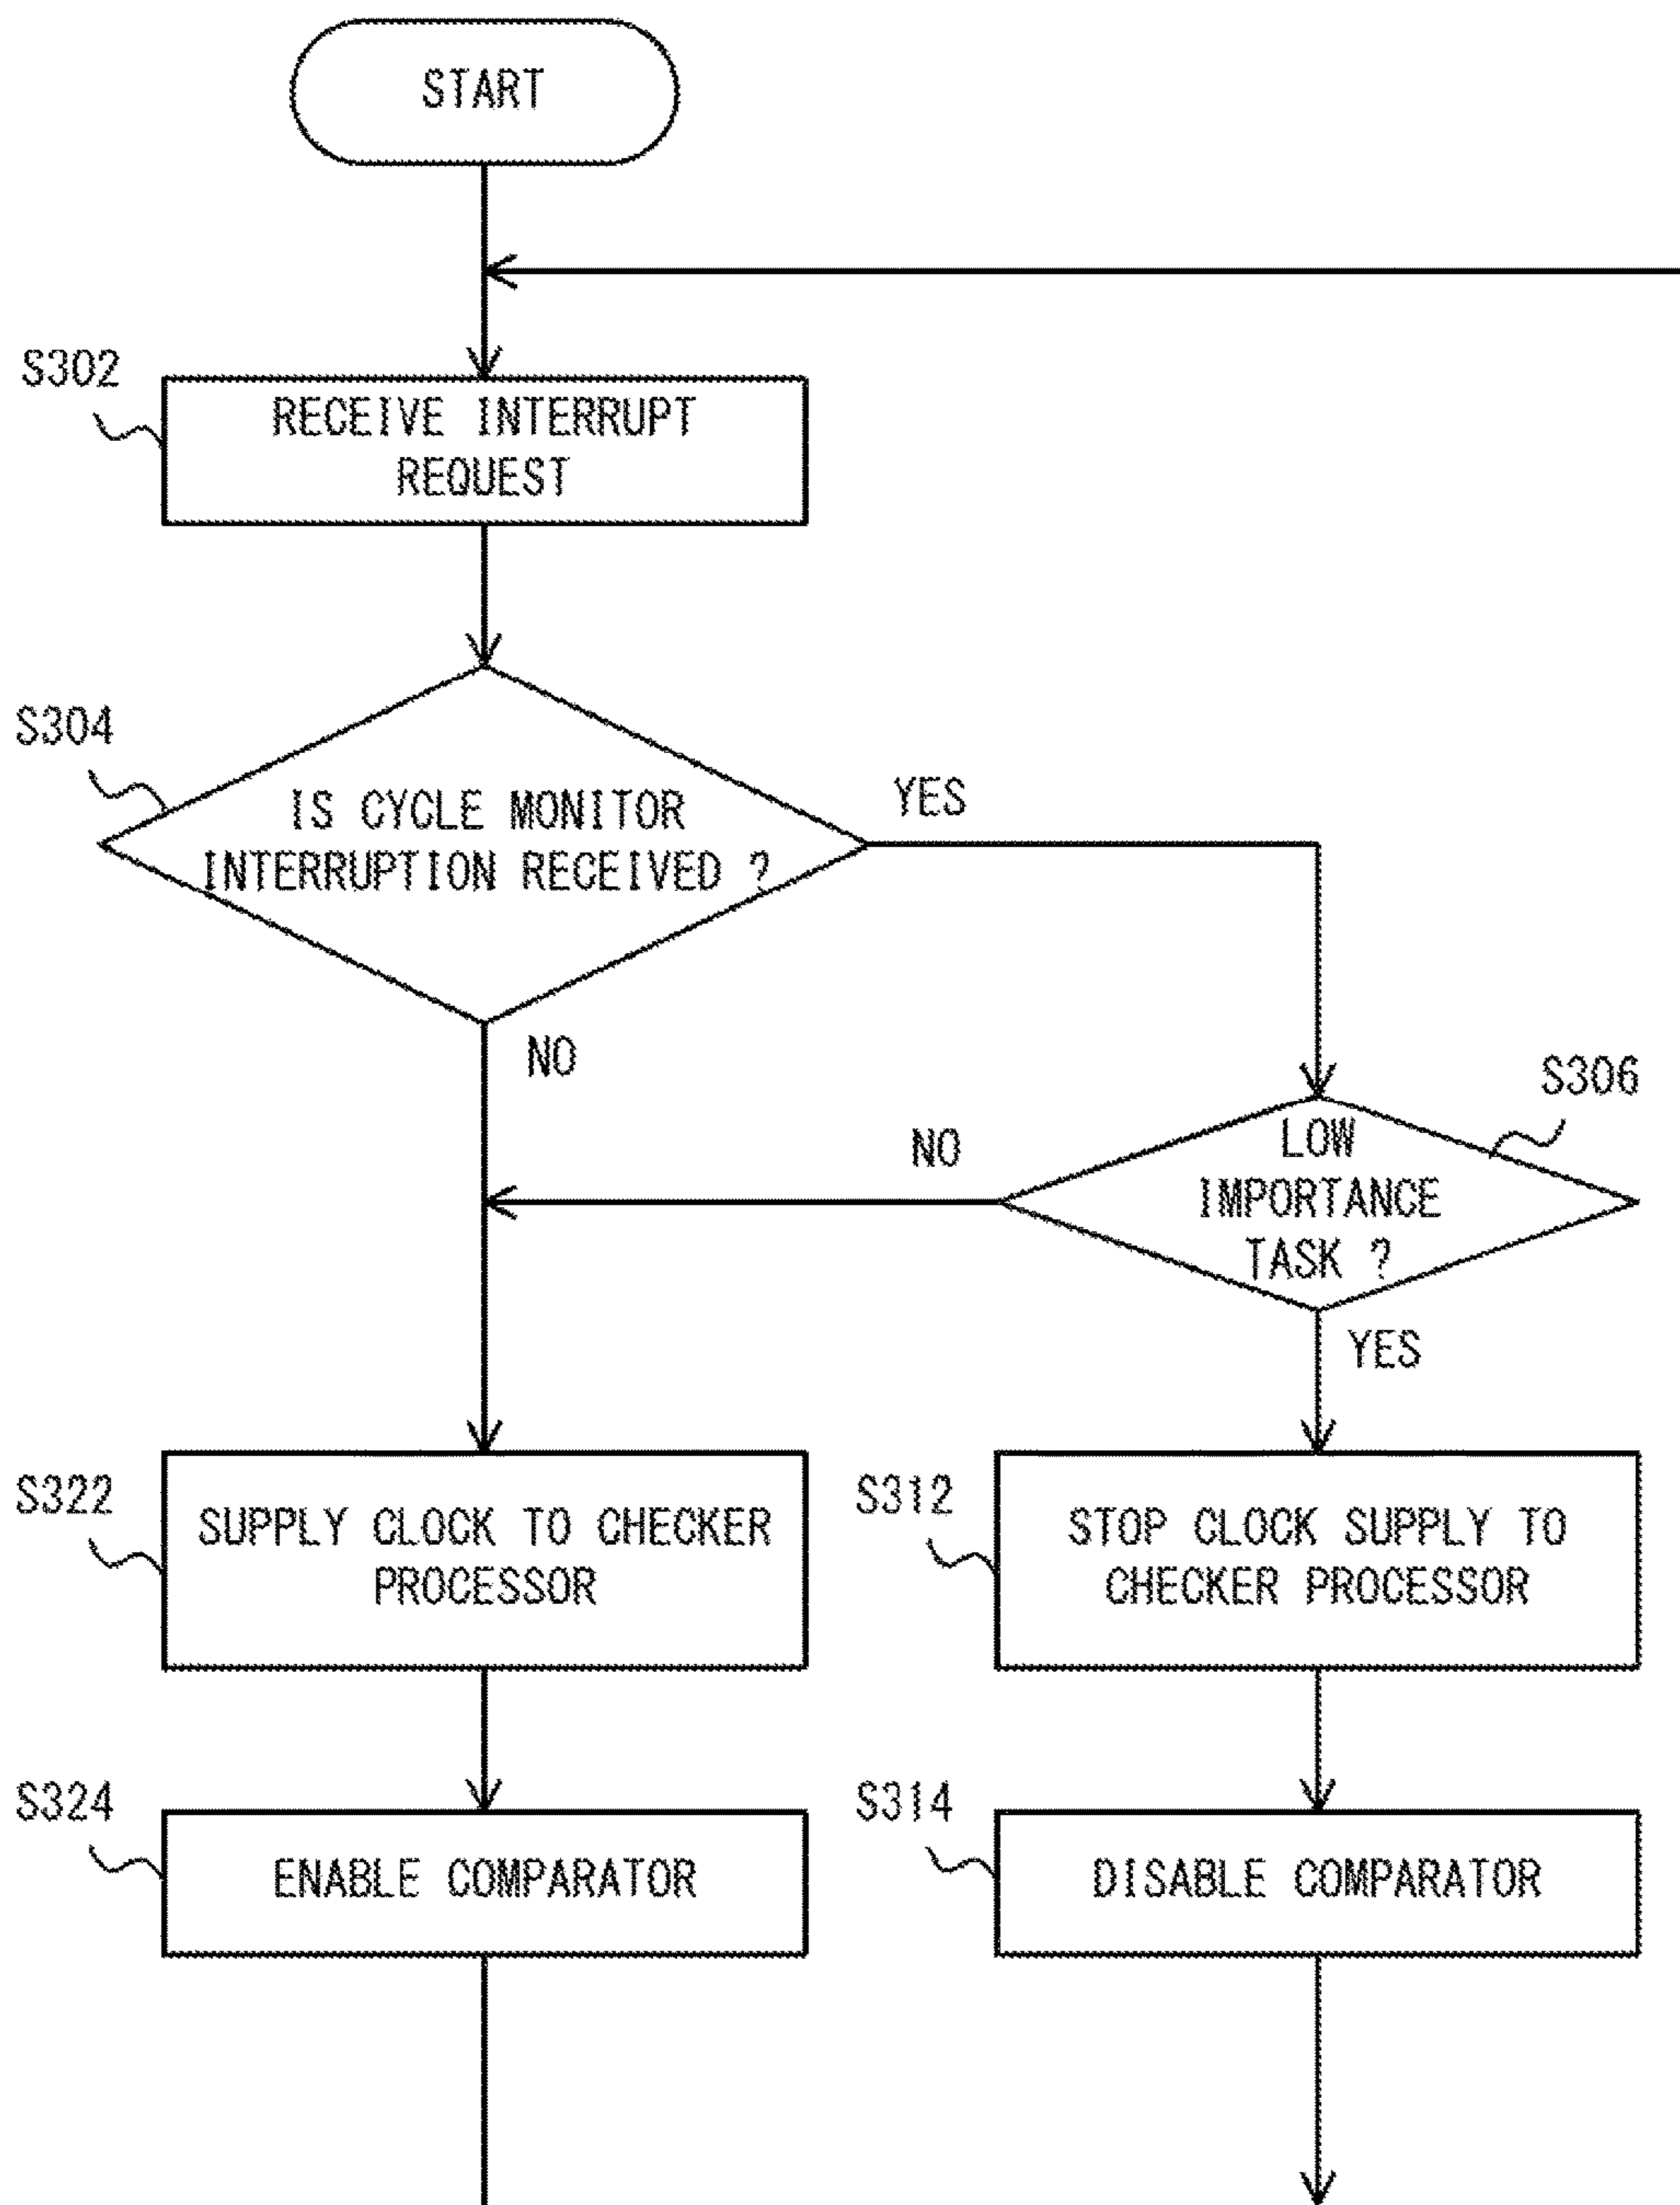 START
S302
RECEIVE INTERRUPT
REQUEST
S304
IS CYCLE MONITOR
INTERRUPTION RECEIVED ?
YES
NO
S306
NO
LOW
IMPORTANCE
TASK ?
YES
S322
SUPPLY CLOCK TO CHECKER
PROCESSOR
S312
STOP CLOCK SUPPLY TO
CHECKER PROCESSOR
S324
ENABLE COMPARATOR
S314
DISABLE COMPARATOR